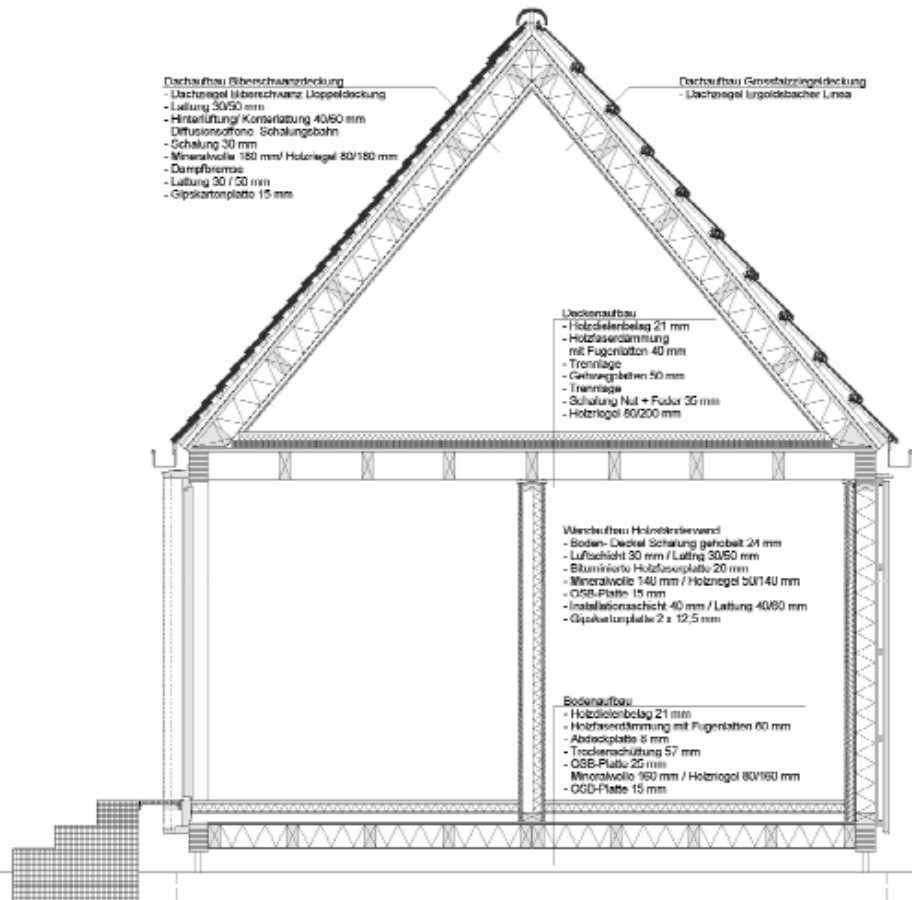 Dachaufbau Biberschwanzdeckung
- Dachziegel Biberschwanz Doppeldeckung
- Lattung 30/50 mm
- Hinterlüftung/ Konterlattung 40/60 mm
Diffusionsoffene Schalungsbahn
- Schalung 30 mm
- Mineralwolle 180 mm/ Holzriegel 80/180 mm
- Dampfbremse
- Lattung 30 / 50 mm
- Gipskartonplatte 15 mm
Dachaufbau Grossfalzziegeldeckung
- Dachziegel Ergoldsbacher Linea
Deckenaufbau
- Holzdielenbelag 21 mm
- Holzfaserdämmung
mit Fugenlatten 40 mm
- Trennlage
- Gehwegplatten 50 mm
- Trennlage
- Schalung Nut + Feder 35 mm
- Holzriegel 80/200 mm
Wandaufbau Holzständerwand
- Boden- Deckel Schalung gehobelt 24 mm
- Luftschicht 30 mm / Lattng 30/50 mm
- Bituminierte Holzfaserplatte 20 mm
- Mineralwolle 140 mm / Holzriegel 50/140 mm
- OSB-Platte 15 mm
- Installationsschicht 40 mm / Lattung 40/60 mm
- Gipskartonplatte 2 x 12,5 mm
Bodenaufbau
- Holzdielenbelag 21 mm
- Holzfaserdämmung mit Fugenlatten 60 mm
- Abdeckplatte 8 mm
- Trockenschüttung 57 mm
- OSB-Platte 25 mm
Mineralwolle 160 mm / Holzriegel 80/160 mm
- OSB-Platte 15 mm